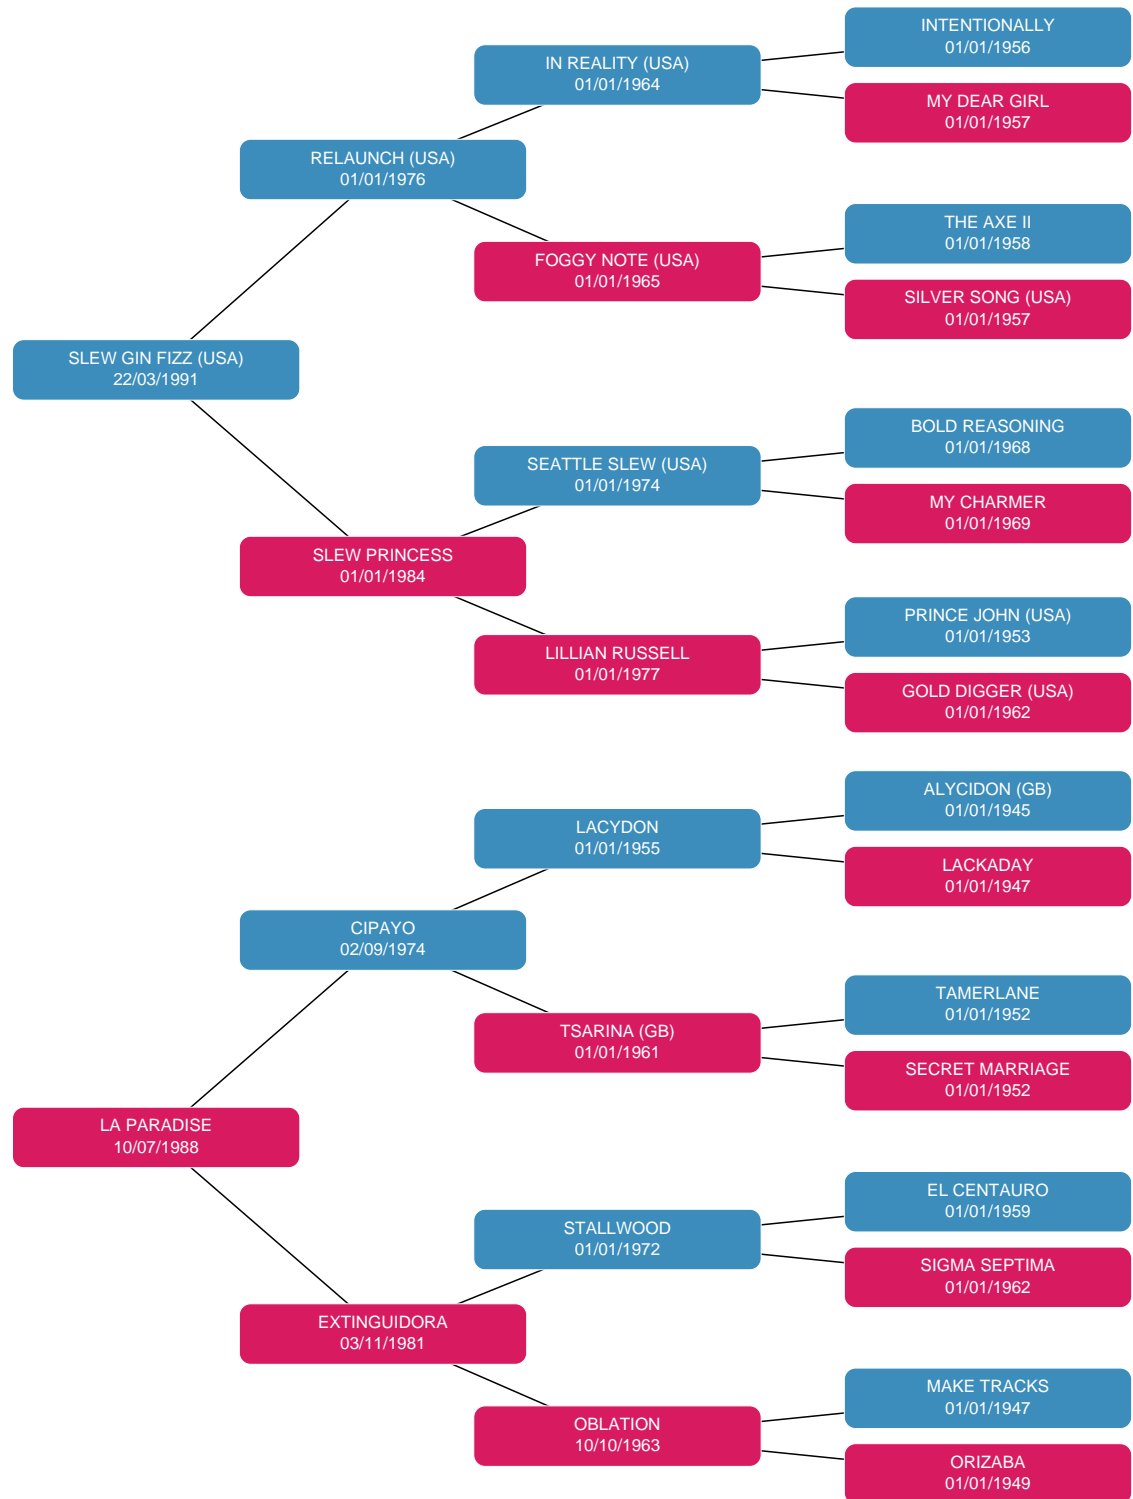 INTENTIONALLY
01/01/1956
IN REALITY (USA)
01/01/1964
MY DEAR GIRL
01/01/1957
RELAUNCH (USA)
01/01/1976
THE AXE II
01/01/1958
FOGGY NOTE (USA)
01/01/1965
SILVER SONG (USA)
01/01/1957
SLEW GIN FIZZ (USA)
22/03/1991
BOLD REASONING
01/01/1968
SEATTLE SLEW (USA)
01/01/1974
MY CHARMER
01/01/1969
SLEW PRINCESS
01/01/1984
PRINCE JOHN (USA)
01/01/1953
LILLIAN RUSSELL
01/01/1977
GOLD DIGGER (USA)
01/01/1962
ALYCIDON (GB)
01/01/1945
LACYDON
01/01/1955
LACKADAY
01/01/1947
CIPAYO
02/09/1974
TAMERLANE
01/01/1952
TSARINA (GB)
01/01/1961
SECRET MARRIAGE
01/01/1952
LA PARADISE
10/07/1988
EL CENTAURO
01/01/1959
STALLWOOD
01/01/1972
SIGMA SEPTIMA
01/01/1962
EXTINGUIDORA
03/11/1981
MAKE TRACKS
01/01/1947
OBLATION
10/10/1963
ORIZABA
01/01/1949